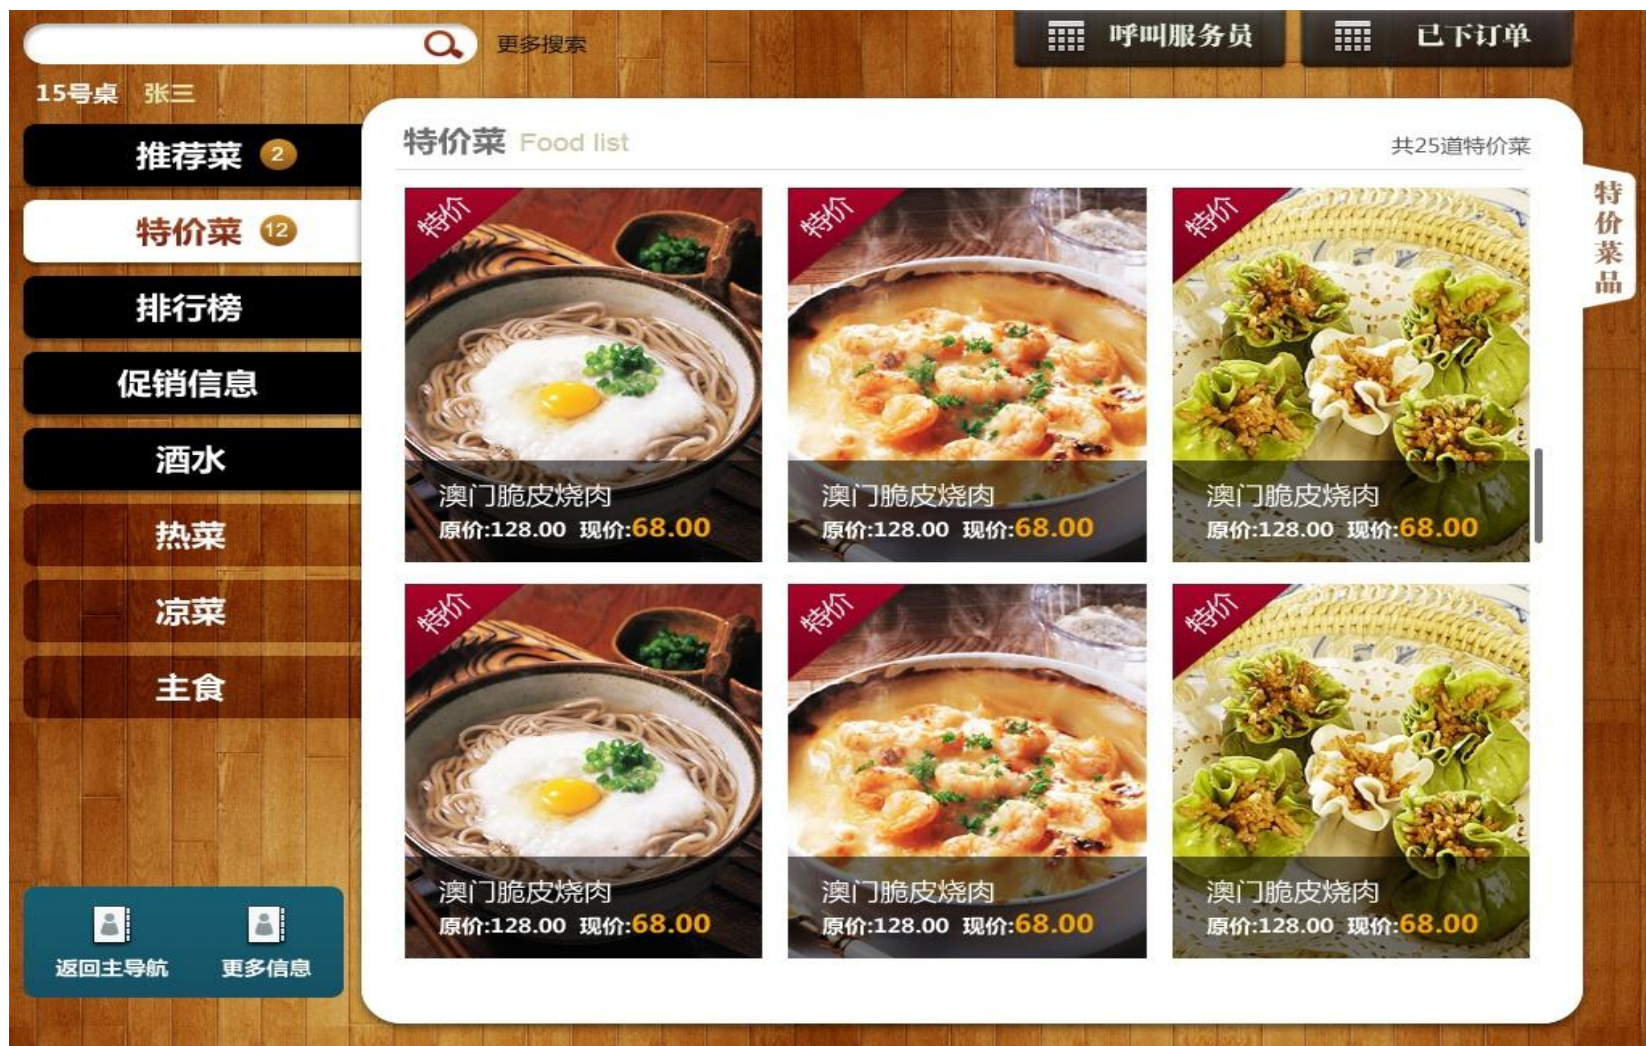 更多搜索
呼叫服务员
已下订单
15号桌 张三
推荐菜 2
特价菜 12
排行榜
促销信息
酒水
热菜
凉菜
主食
返回主导航
更多信息
特价菜 Food list
共25道特价菜
特价
澳门脆皮烧肉
原价:128.00 现价:68.00
特价
澳门脆皮烧肉
原价:128.00 现价:68.00
特价
澳门脆皮烧肉
原价:128.00 现价:68.00
特价
澳门脆皮烧肉
原价:128.00 现价:68.00
特价
澳门脆皮烧肉
原价:128.00 现价:68.00
特价
澳门脆皮烧肉
原价:128.00 现价:68.00
特价菜品